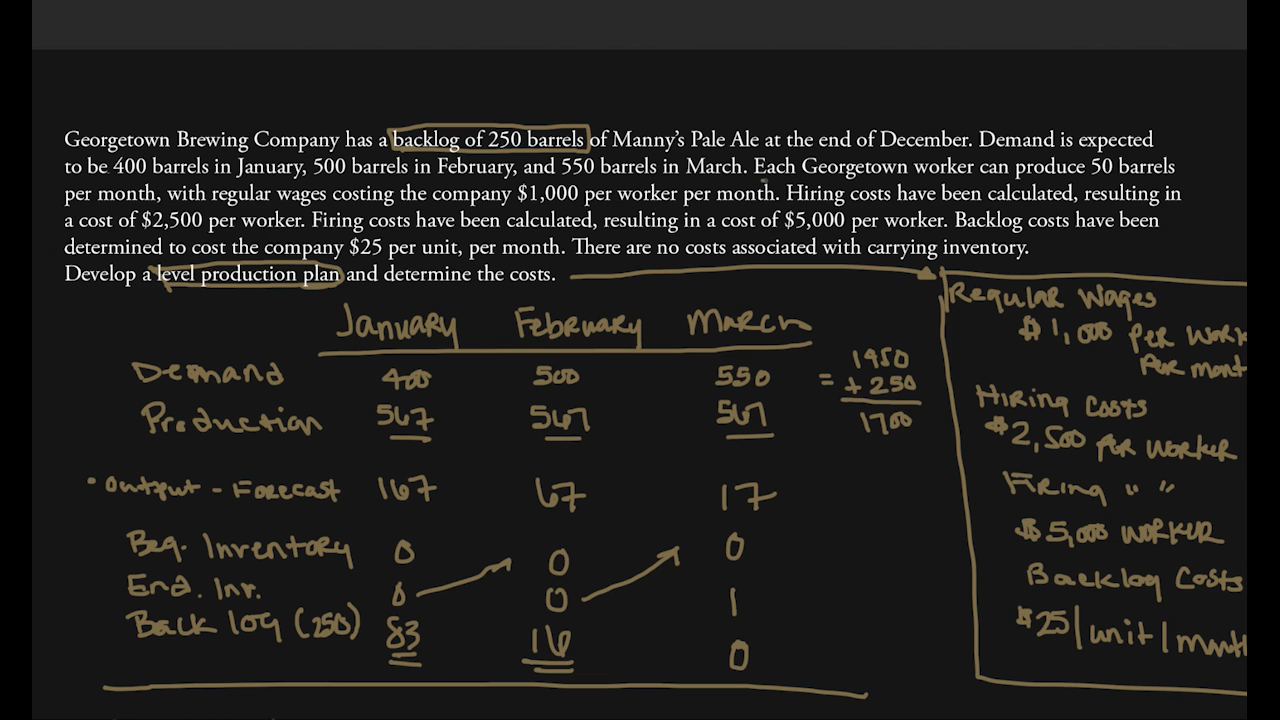 Georgetown Brewing Company has a backlog of 250 barrels of Manny's Pale Ale at the end of December. Demand is expected
to be 400 barrels in January, 500 barrels in February, and 550 barrels in March. Each Georgetown worker can produce 50 barrels
per month, with regular wages costing the company $1,000 per worker per month. Hiring costs have been calculated, resulting in
a cost of $2,500 per worker. Firing costs have been calculated, resulting in a cost of $5,000 per worker. Backlog costs have been
determined to cost the company $25 per unit, per month. There are no costs associated with carrying inventory.
Develop a level production plan and determine the costs.
January February March
Demand 400 500 550 = 1450
+250
1700
Production 567 567 567
• Output - Forecast 167 67 17
Beg. Inventory 0 0 0
End. Inv. 0 0 1
Back log (250) 83 16 0
Regular Wages
$1,000 per work
per mont
Hiring Costs
$2,500 per worker
Firing " "
$5,000 worker
Backlog Costs
$25/unit/month